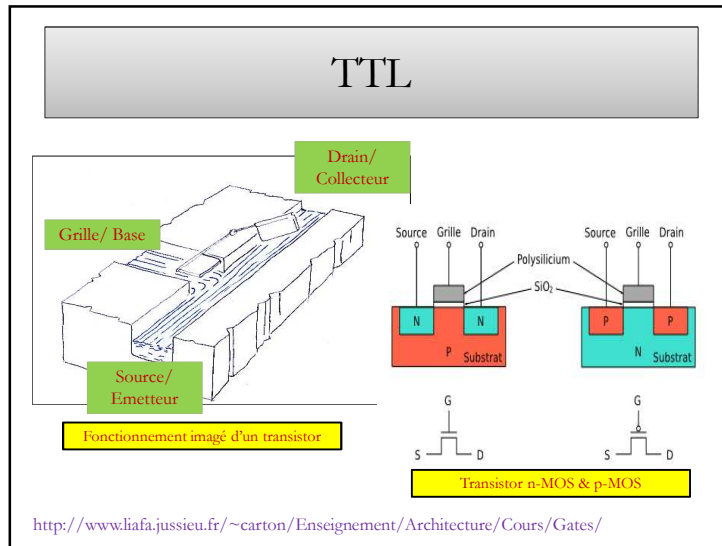 TTL
Drain/
Collecteur
Grille/ Base
Source/
Emetteur
Fonctionnement imagé d'un transistor
Source Grille Drain
Polysilicium
SiO₂
N N
P Substrat
Source Grille Drain
P P
N Substrat
G
S D
G
S D
Transistor n-MOS & p-MOS
http://www.liafa.jussieu.fr/~carton/Enseignement/Architecture/Cours/Gates/